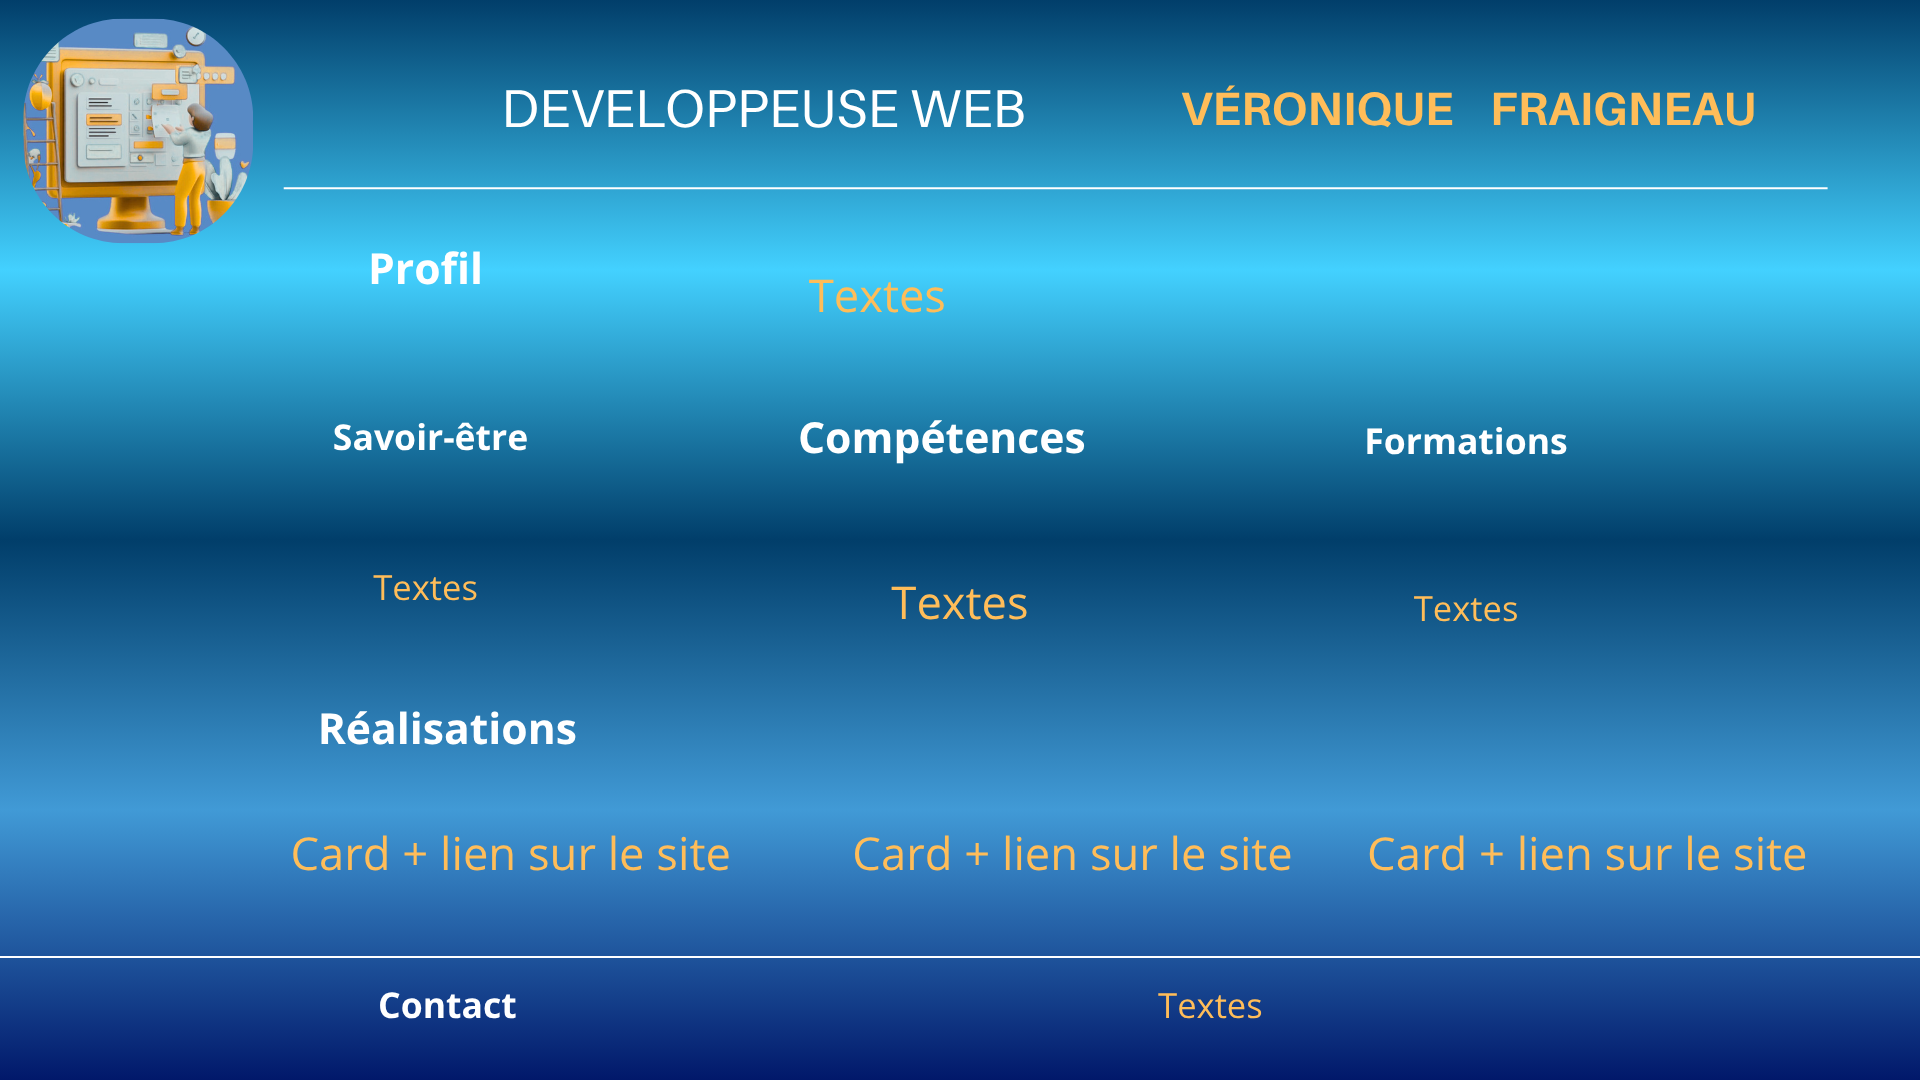 DEVELOPPEUSE WEB
VÉRONIQUE FRAIGNEAU
Profil
Textes
Savoir-être
Compétences
Formations
Textes
Textes
Textes
Réalisations
Card + lien sur le site
Card + lien sur le site
Card + lien sur le site
Contact
Textes